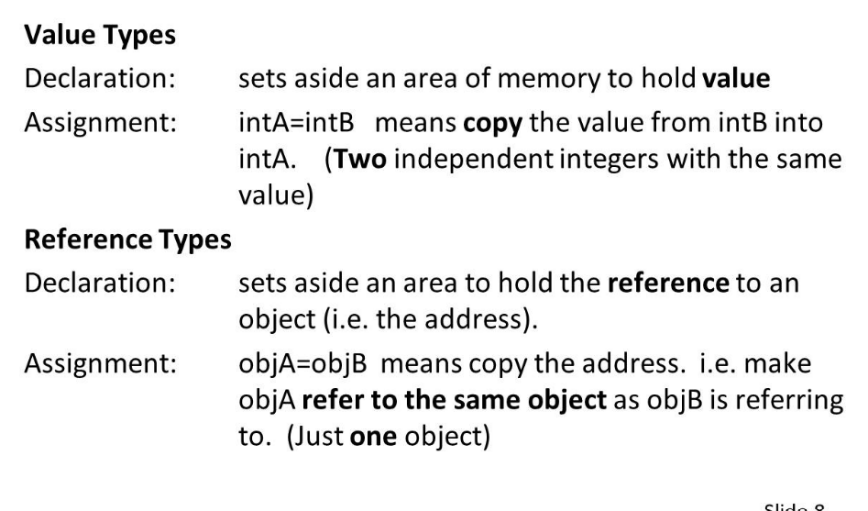 Value Types
Declaration: sets aside an area of memory to hold value
Assignment: intA=intB means copy the value from intB into
intA. (Two independent integers with the same
value)
Reference Types
Declaration: sets aside an area to hold the reference to an
object (i.e. the address).
Assignment: objA=objB means copy the address. i.e. make
objA refer to the same object as objB is referring
to. (Just one object)
Slide 8